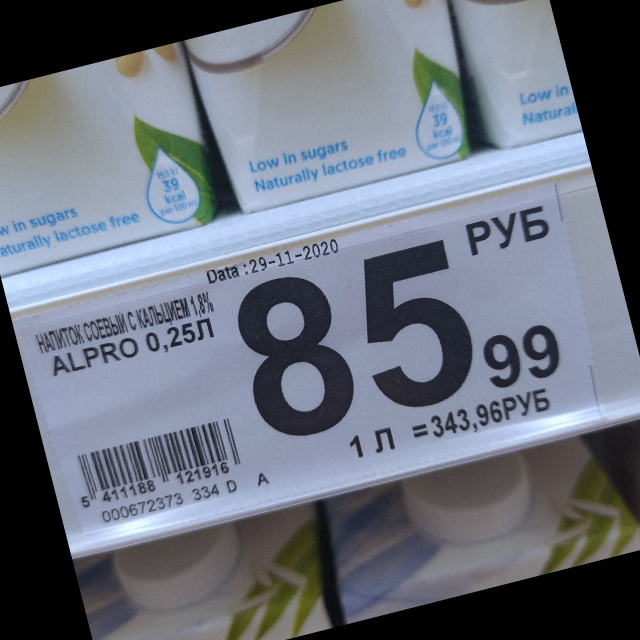 39
kcal
Low in sugars
Naturally lactose free
39
kcal
w in sugars
aturally lactose free
Low in
Natural
Data :29-11-2020
НАПИТОК СОЕВЫЙ С КАЛЬЦИЕМ 1,8%
ALPRO 0,25Л
85 99
РУБ
1 Л =343,96РУБ
5 411188 121916
000672373 334 D A